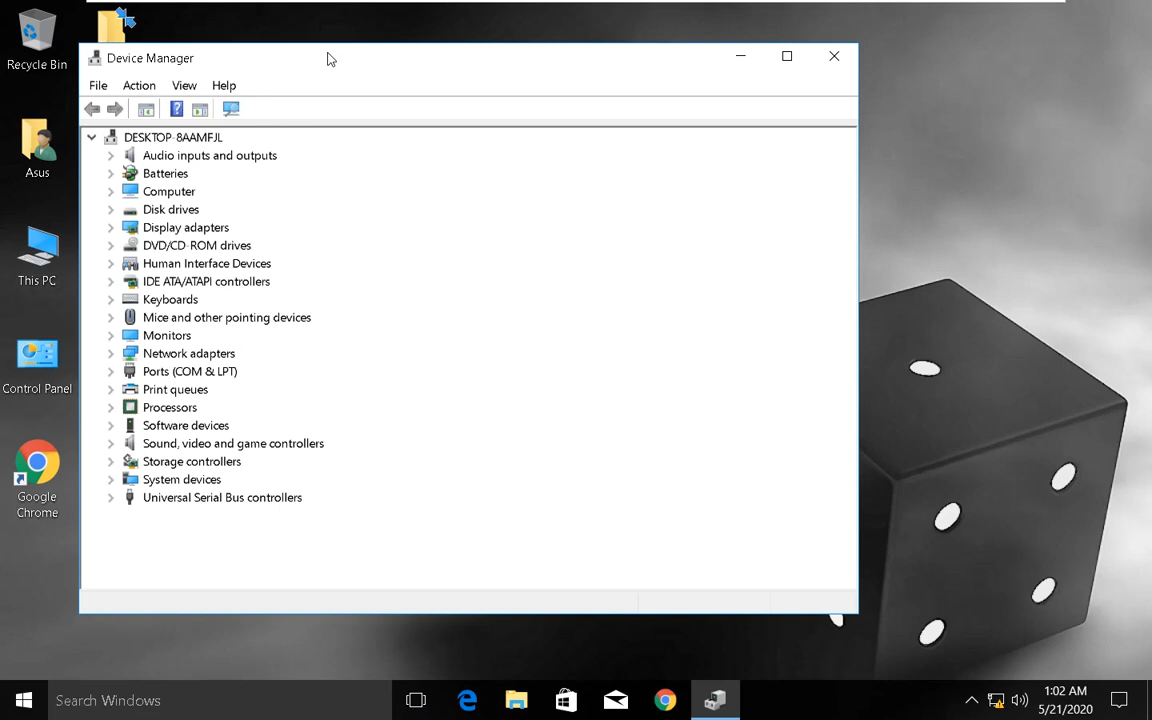 Recycle Bin
Asus
This PC
Control Panel
Google
Chrome
Device Manager
File Action View Help
DESKTOP-8AAMFJL
Audio inputs and outputs
Batteries
Computer
Disk drives
Display adapters
DVD/CD-ROM drives
Human Interface Devices
IDE ATA/ATAPI controllers
Keyboards
Mice and other pointing devices
Monitors
Network adapters
Ports (COM & LPT)
Print queues
Processors
Software devices
Sound, video and game controllers
Storage controllers
System devices
Universal Serial Bus controllers
Search Windows
1:02 AM
5/21/2020